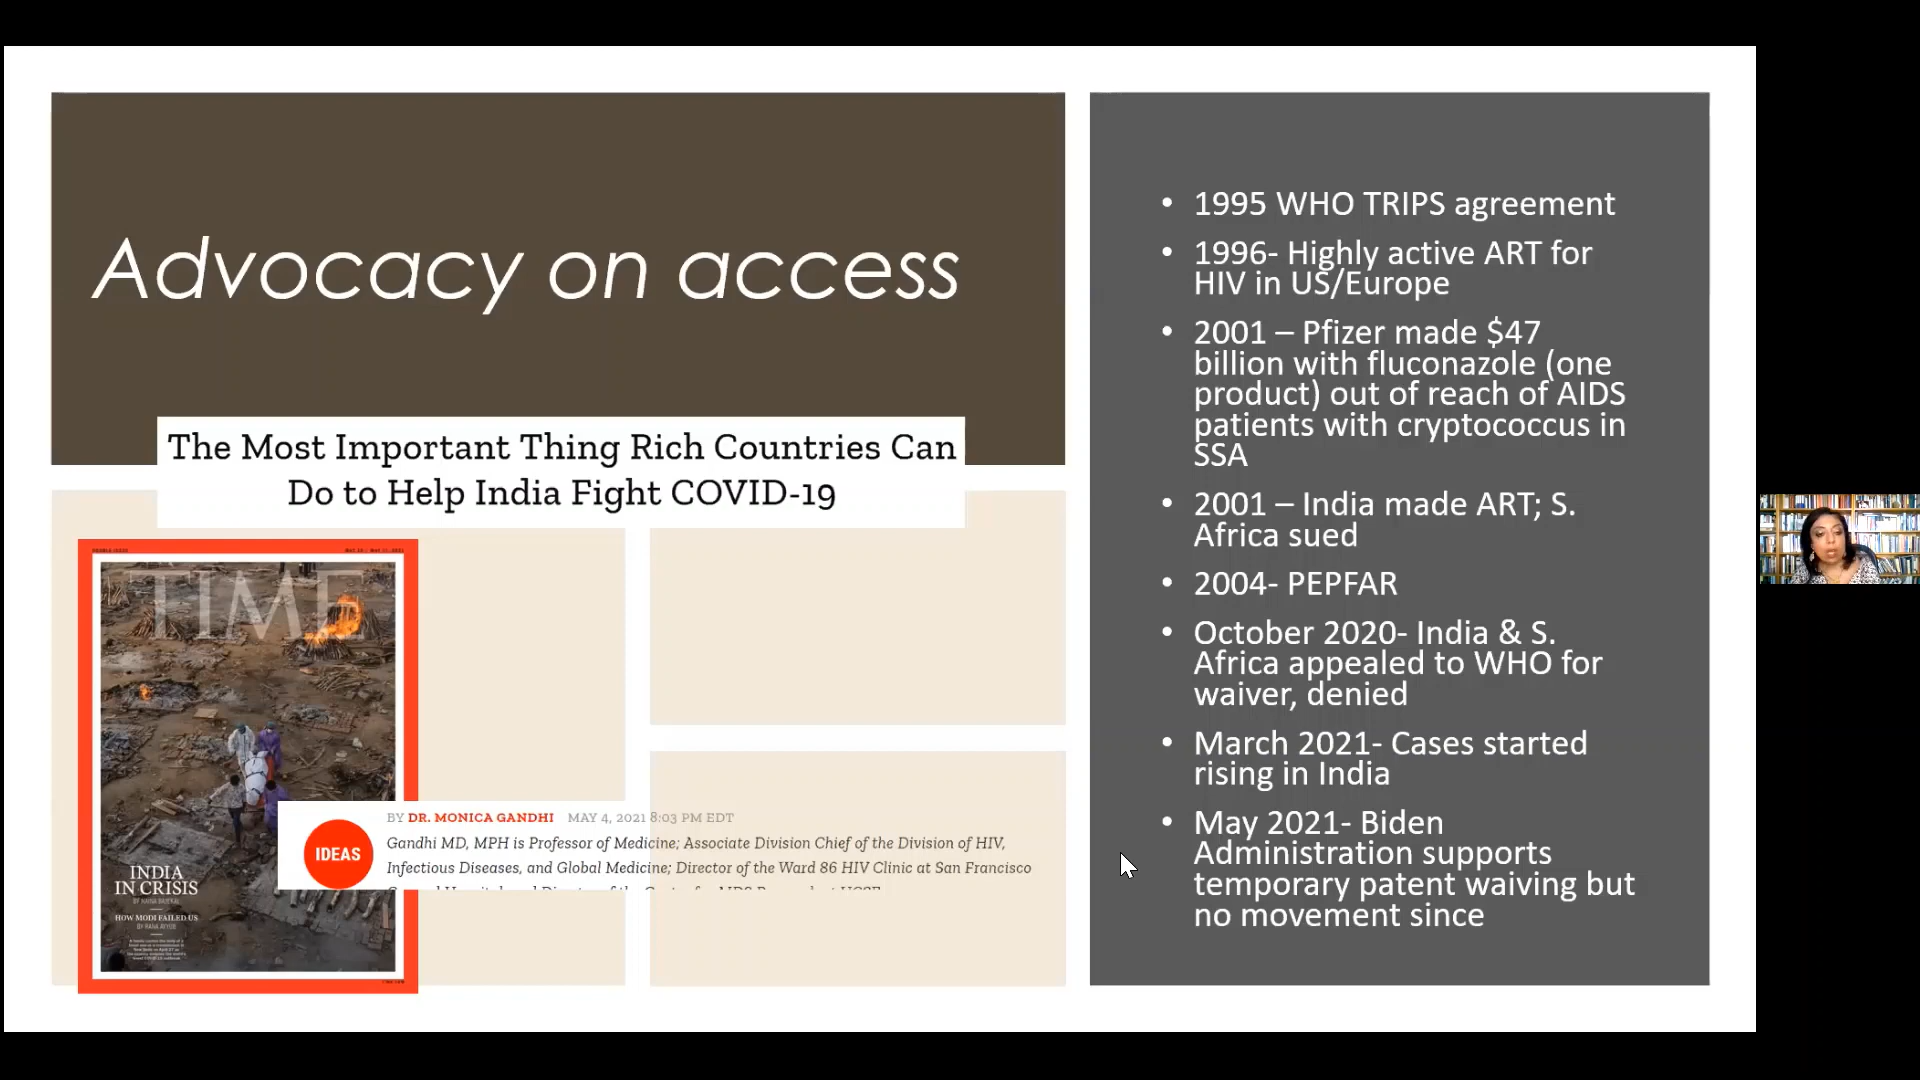 Advocacy on access
The Most Important Thing Rich Countries Can
Do to Help India Fight COVID-19
TIME
INDIA
IN CRISIS
HOW MODI FAILED US
BY RANA AYYUB
IDEAS
BY DR. MONICA GANDHI MAY 4, 2021 8:03 PM EDT
Gandhi MD, MPH is Professor of Medicine; Associate Division Chief of the Division of HIV,
Infectious Diseases, and Global Medicine; Director of the Ward 86 HIV Clinic at San Francisco
• 1995 WHO TRIPS agreement
• 1996- Highly active ART for
HIV in US/Europe
• 2001 – Pfizer made $47
billion with fluconazole (one
product) out of reach of AIDS
patients with cryptococcus in
SSA
• 2001 – India made ART; S.
Africa sued
• 2004- PEPFAR
• October 2020- India & S.
Africa appealed to WHO for
waiver, denied
• March 2021- Cases started
rising in India
• May 2021- Biden
Administration supports
temporary patent waiving but
no movement since